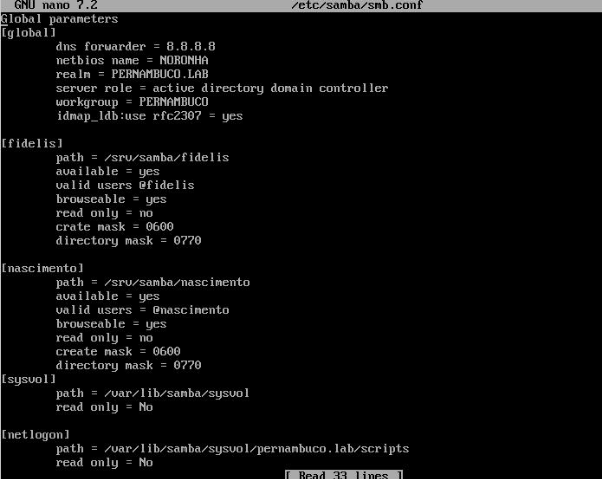 GNU nano 7.2 /etc/samba/smb.conf
Global parameters
[global]
dns forwarder = 8.8.8.8
netbios name = NORONHA
realm = PERNAMBUCO.LAB
server role = active directory domain controller
workgroup = PERNAMBUCO
idmap_ldb:use rfc2307 = yes
[fidelis]
path = /srv/samba/fidelis
available = yes
valid users @fidelis
browseable = yes
read only = no
crate mask = 0600
directory mask = 0770
[nascimento]
path = /srv/samba/nascimento
available = yes
valid users = @nascimento
browseable = yes
read only = no
create mask = 0600
directory mask = 0770
[sysvol]
path = /var/lib/samba/sysvol
read only = No
[netlogon]
path = /var/lib/samba/sysvol/pernambuco.lab/scripts
read only = No
[ Read 33 lines ]